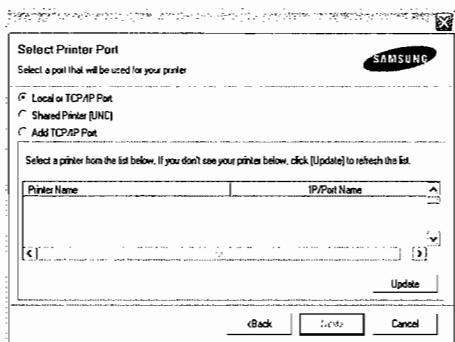 Select Printer Port
Select a port that will be used for your printer
SAMSUNG
Local or TCP/IP Port
Shared Printer (UNC)
Add TCP/IP Port
Select a printer from the list below. If you don't see your printer below, click [Update] to refresh the list.
Printer Name IP/Port Name
Update
<Back Cancel